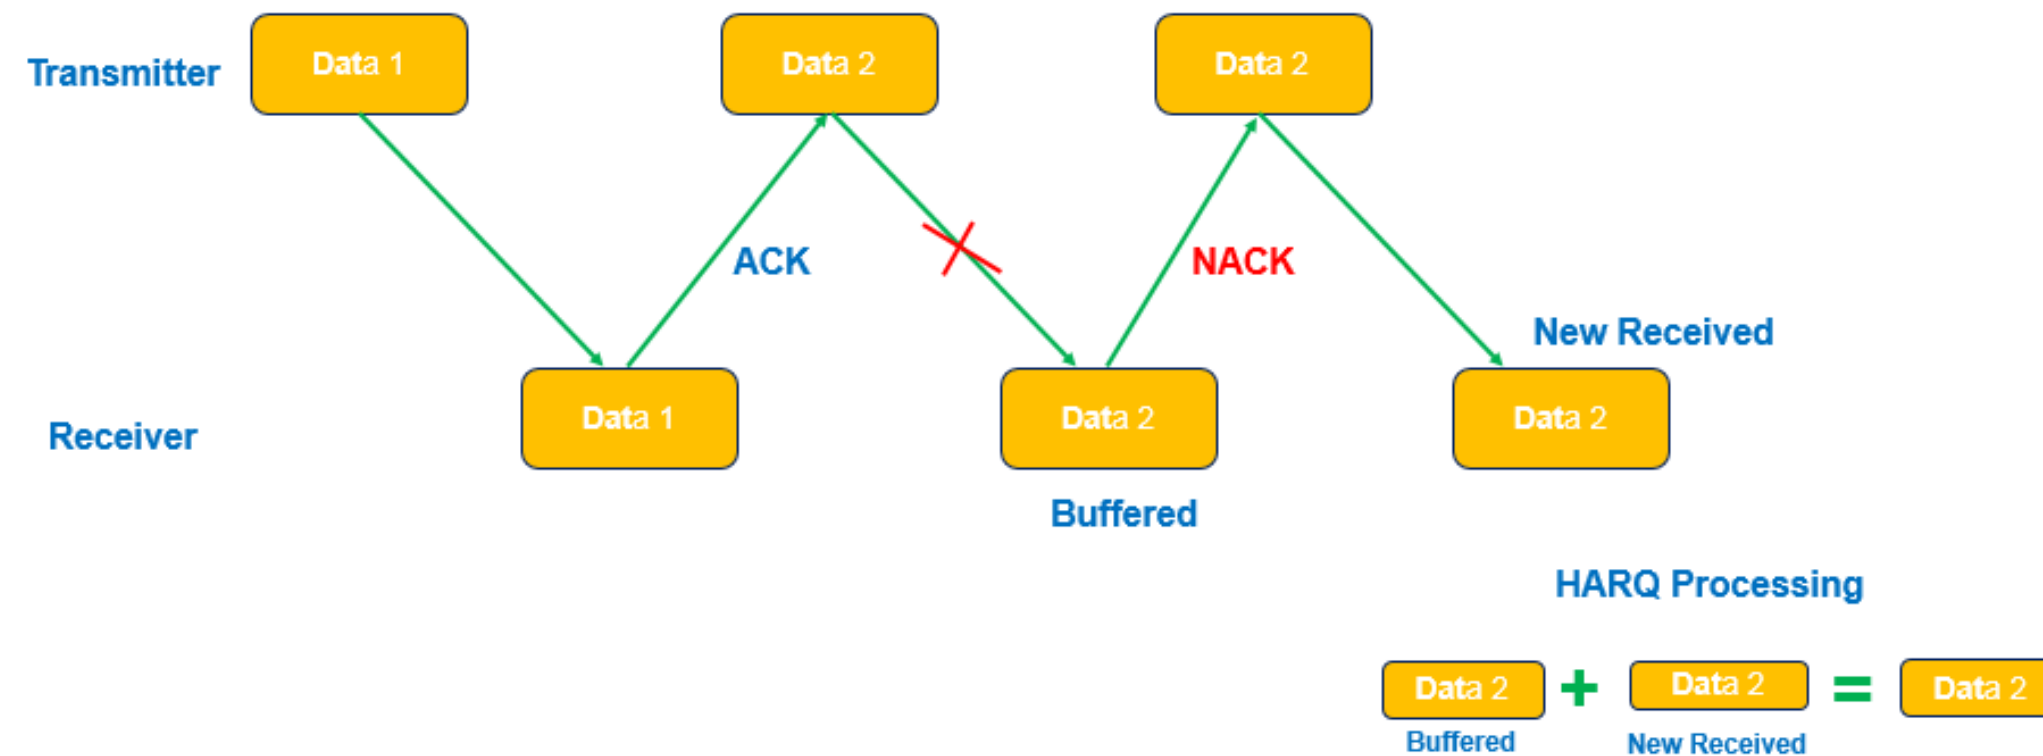 Transmitter
Data 1
Data 2
Data 2
ACK
NACK
New Received
Receiver
Data 1
Data 2
Data 2
Buffered
HARQ Processing
Data 2 + Data 2 = Data 2
Buffered
New Received